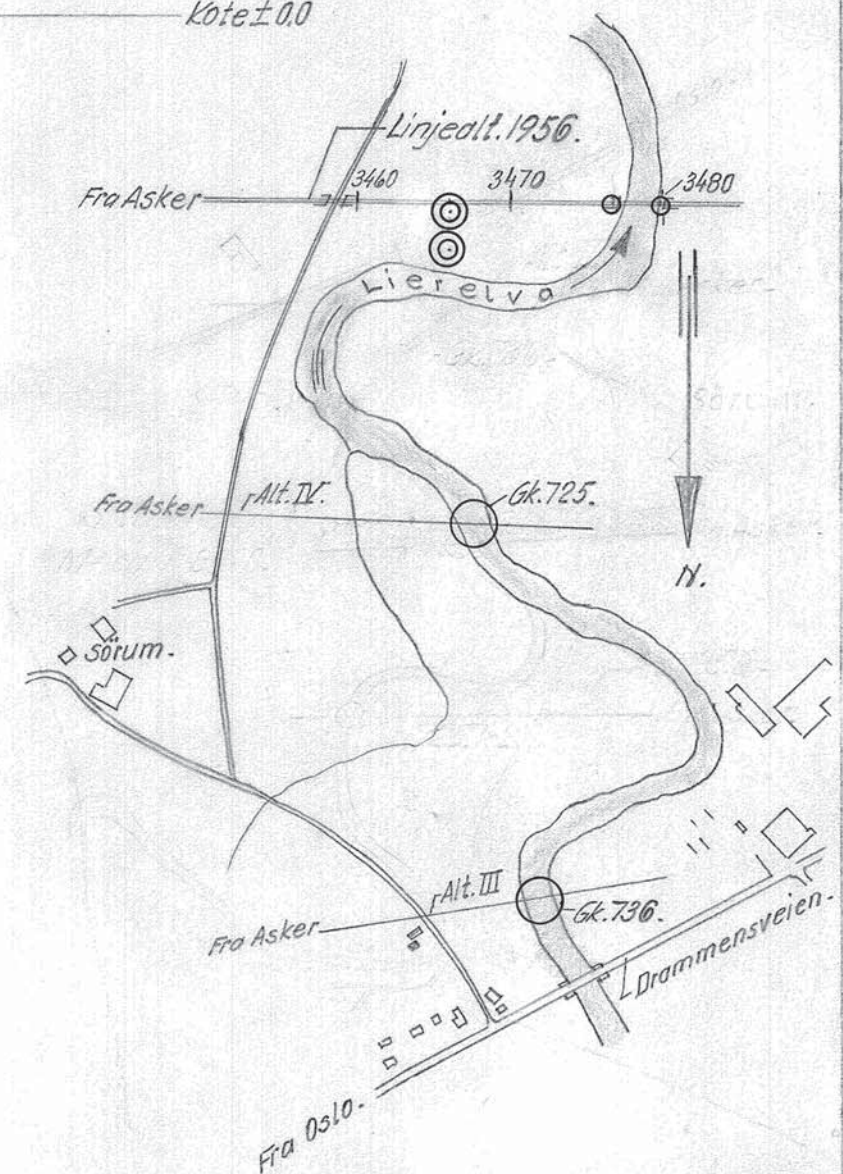 Kote ± 0.0
Linjealt. 1956.
Fra Asker
3460
3470
3480
Lierelva
Fra Asker
Alt. IV.
Gk. 725.
N.
Sörum.
Alt. III
Fra Asker
Gk. 736.
Drammensveien.
Fra Oslo.